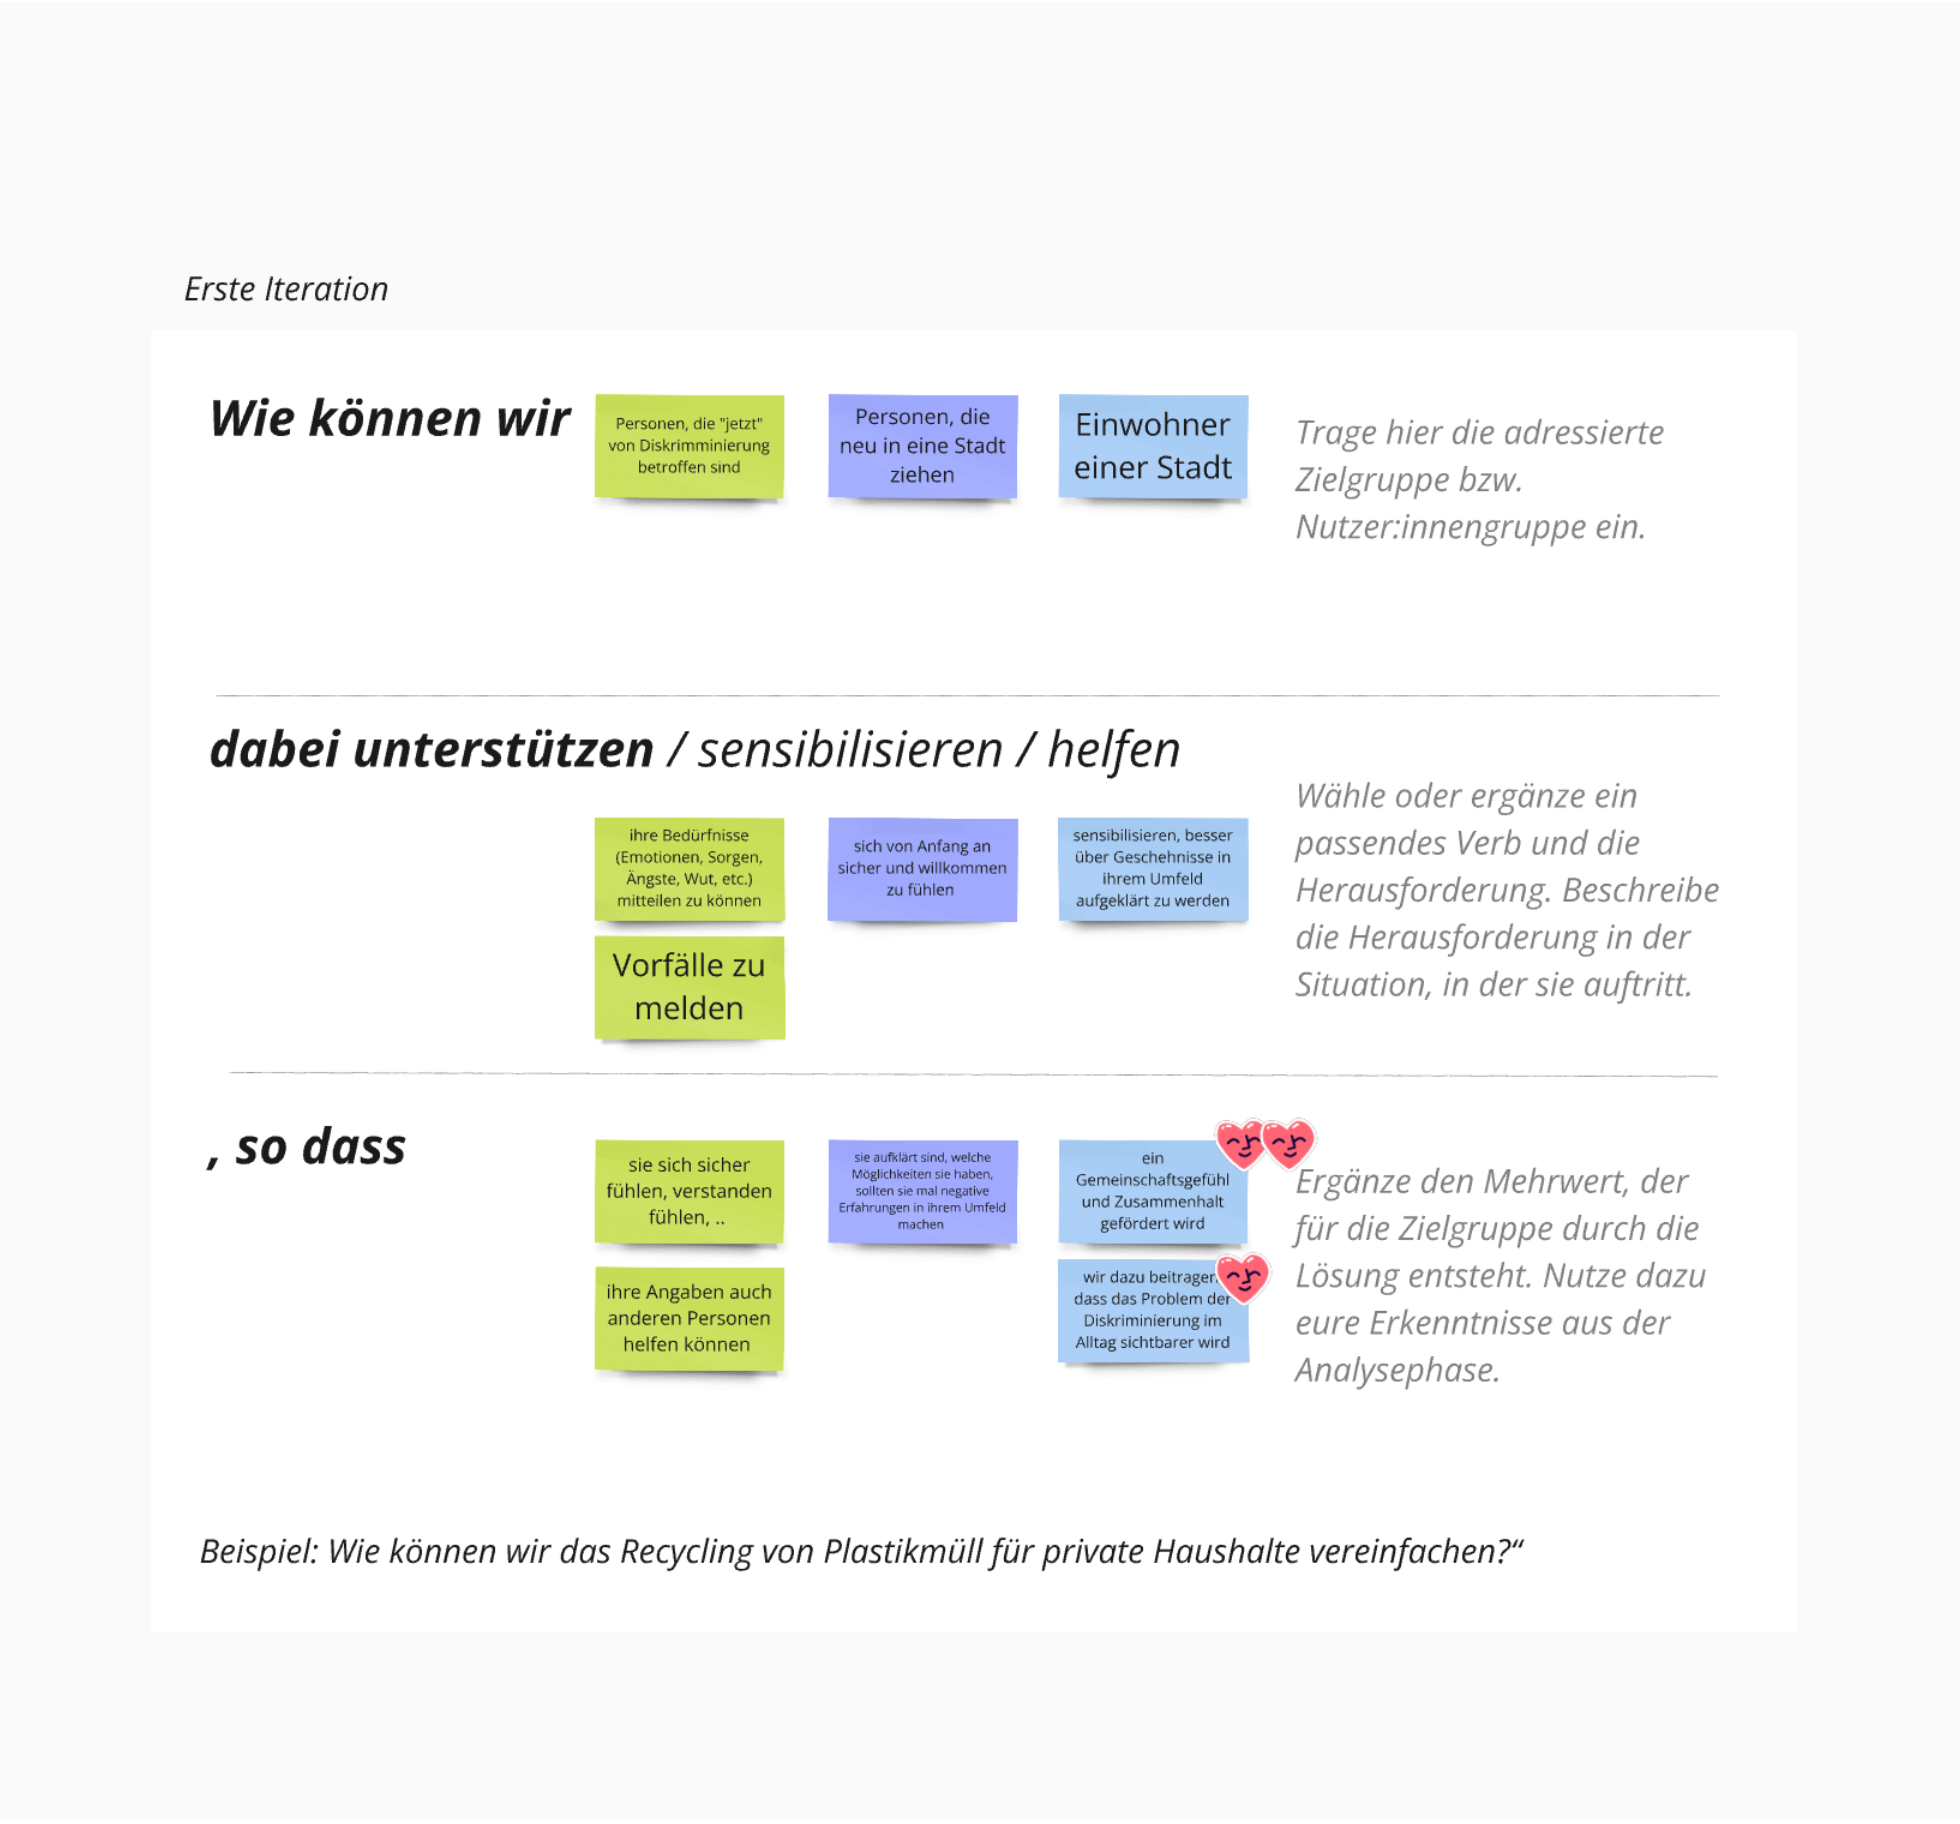 Erste Iteration
Wie können wir
Personen, die "jetzt"
von Diskrimminierung
betroffen sind
Personen, die
neu in eine Stadt
ziehen
Einwohner
einer Stadt
Trage hier die adressierte
Zielgruppe bzw.
Nutzer:innengruppe ein.
dabei unterstützen / sensibilisieren / helfen
ihre Bedürfnisse
(Emotionen, Sorgen,
Ängste, Wut, etc.)
mitteilen zu können
Vorfälle zu
melden
sich von Anfang an
sicher und willkommen
zu fühlen
sensibilisieren, besser
über Geschehnisse in
ihrem Umfeld
aufgeklärt zu werden
Wähle oder ergänze ein
passendes Verb und die
Herausforderung. Beschreibe
die Herausforderung in der
Situation, in der sie auftritt.
, so dass
sie sich sicher
fühlen, verstanden
fühlen, ..
ihre Angaben auch
anderen Personen
helfen können
sie aufklärt sind, welche
Möglichkeiten sie haben,
sollten sie mal negative
Erfahrungen in ihrem Umfeld
machen
ein
Gemeinschaftsgefühl
und Zusammenhalt
gefördert wird
wir dazu beitragen
dass das Problem der
Diskriminierung im
Alltag sichtbarer wird
Ergänze den Mehrwert, der
für die Zielgruppe durch die
Lösung entsteht. Nutze dazu
eure Erkenntnisse aus der
Analysephase.
Beispiel: Wie können wir das Recycling von Plastikmüll für private Haushalte vereinfachen?“